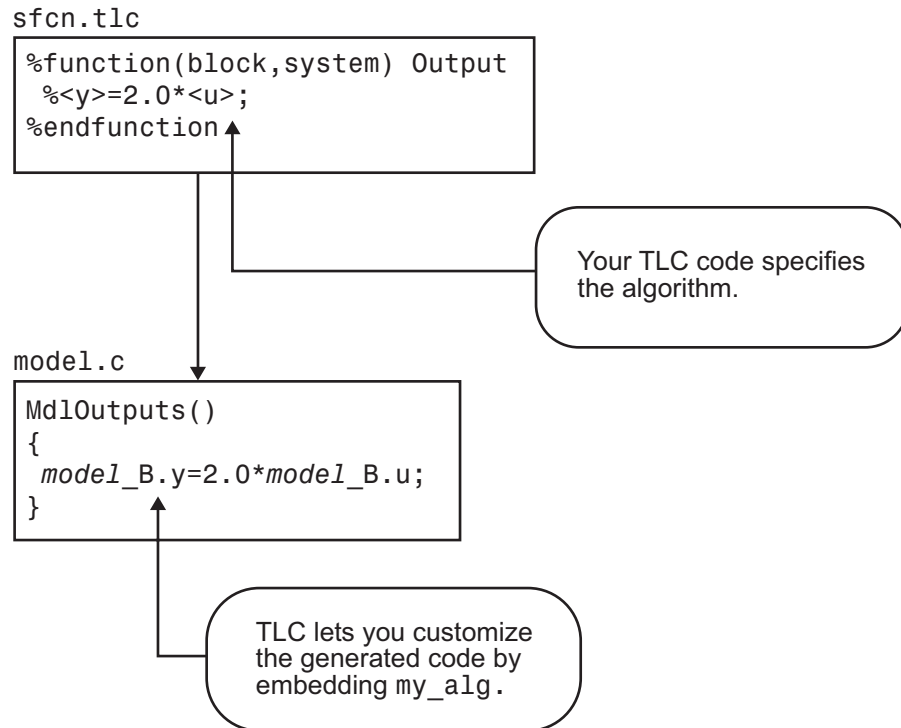 sfcn.tlc
%function(block,system) Output
%<y>=2.0*<u>;
%endfunction
Your TLC code specifies
the algorithm.
model.c
MdlOutputs()
{
model_B.y=2.0*model_B.u;
}
TLC lets you customize
the generated code by
embedding my_alg.